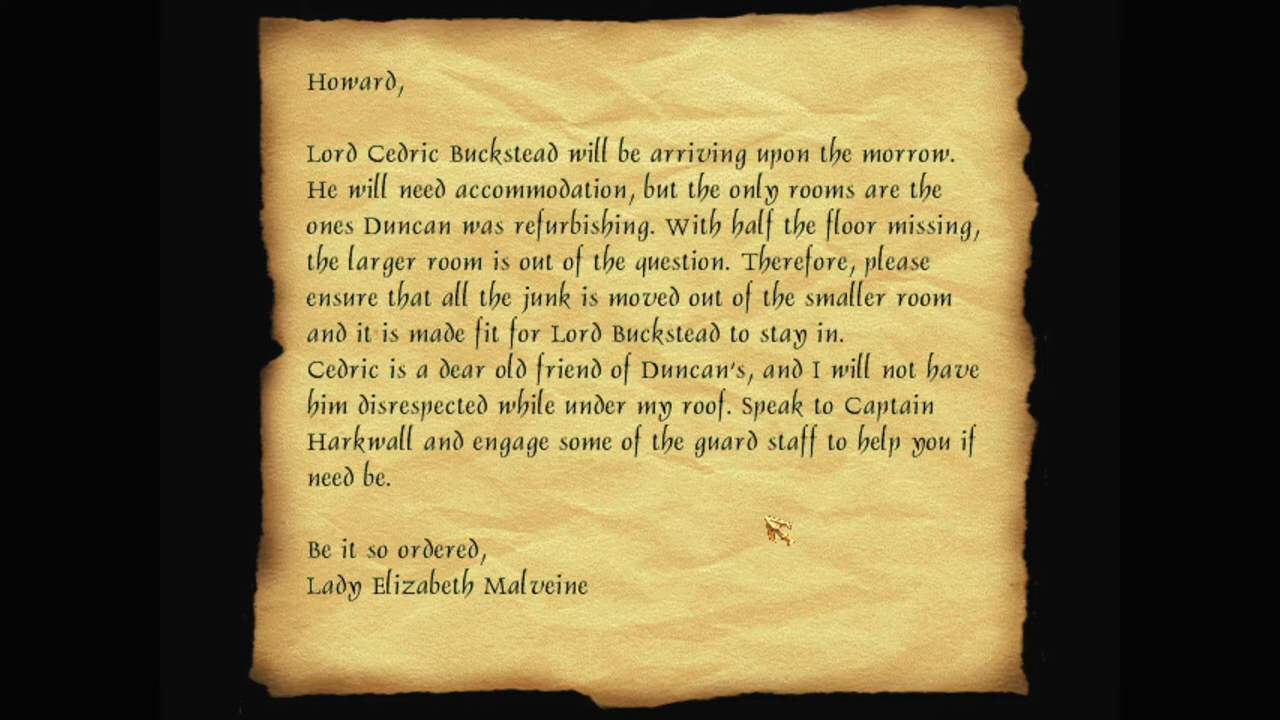 Howard,
Lord Cedric Buckstead will be arriving upon the morrow.
He will need accommodation, but the only rooms are the
ones Duncan was refurbishing. With half the floor missing,
the larger room is out of the question. Therefore, please
ensure that all the junk is moved out of the smaller room
and it is made fit for Lord Buckstead to stay in.
Cedric is a dear old friend of Duncan's, and I will not have
him disrespected while under my roof. Speak to Captain
Harkwall and engage some of the guard staff to help you if
need be.
Be it so ordered,
Lady Elizabeth Malveine